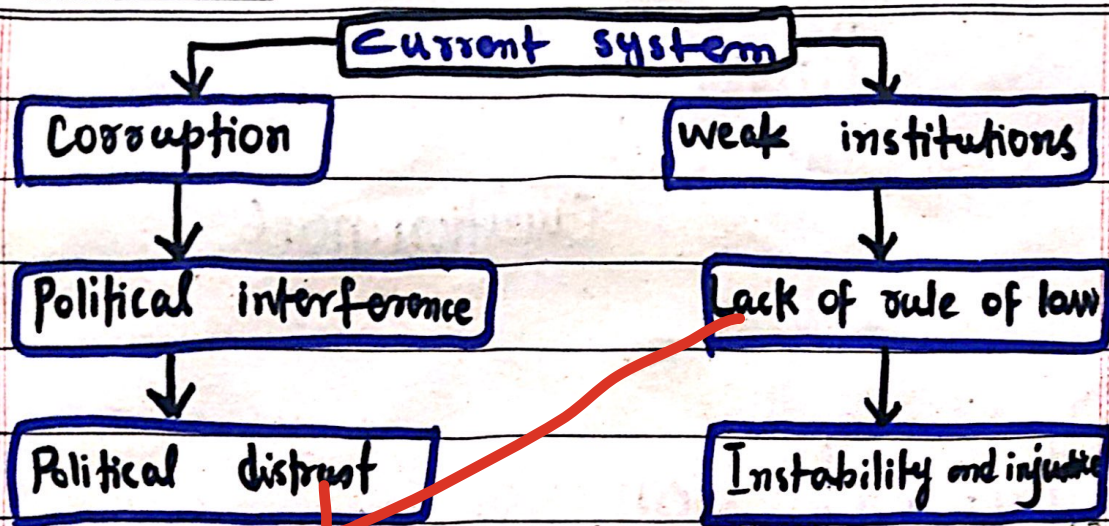 Current system
Corruption
weak institutions
Political interference
Lack of rule of law
Political distrust
Instability and injustice